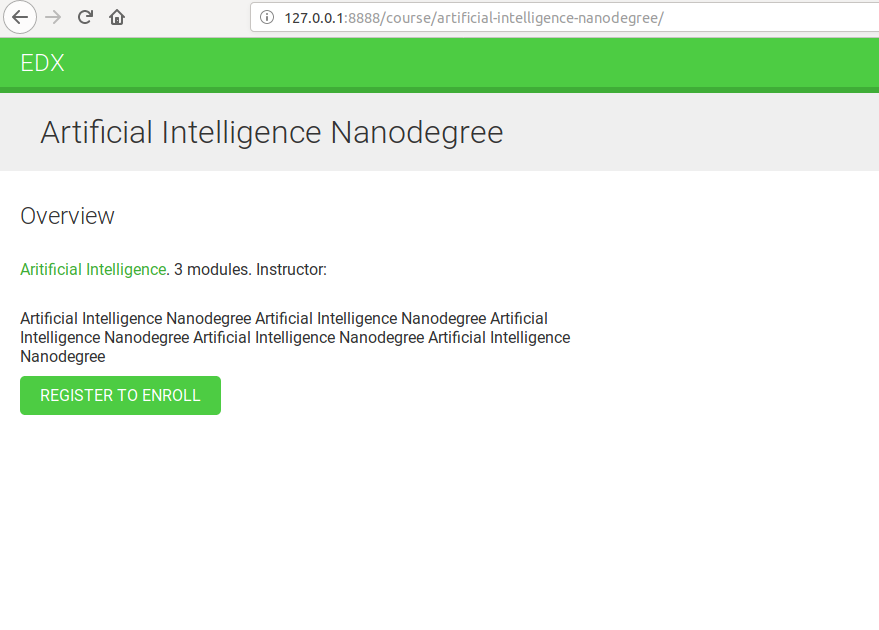 127.0.0.1:8888/course/artificial-intelligence-nanodegree/
EDX
Artificial Intelligence Nanodegree
Overview
Aritificial Intelligence. 3 modules. Instructor:
Artificial Intelligence Nanodegree Artificial Intelligence Nanodegree Artificial
Intelligence Nanodegree Artificial Intelligence Nanodegree Artificial Intelligence
Nanodegree
REGISTER TO ENROLL